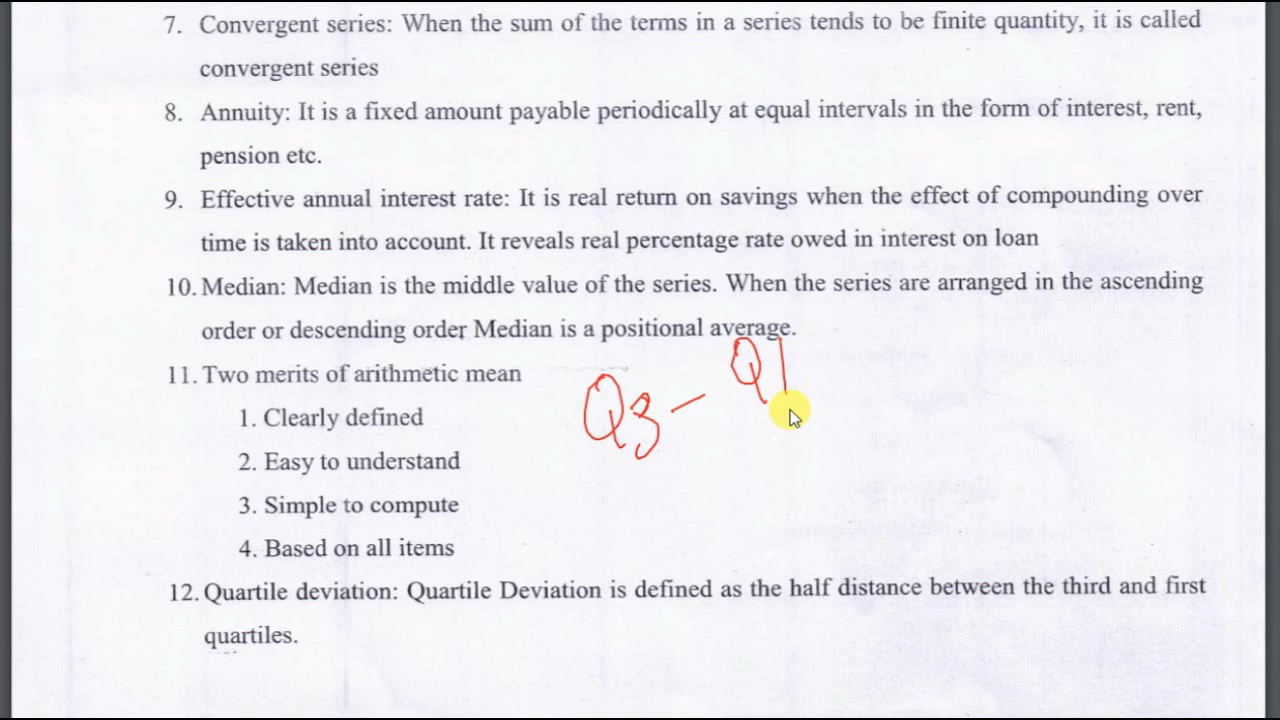 7. Convergent series: When the sum of the terms in a series tends to be finite quantity, it is called
convergent series
8. Annuity: It is a fixed amount payable periodically at equal intervals in the form of interest, rent,
pension etc.
9. Effective annual interest rate: It is real return on savings when the effect of compounding over
time is taken into account. It reveals real percentage rate owed in interest on loan
10. Median: Median is the middle value of the series. When the series are arranged in the ascending
order or descending order. Median is a positional average.
11. Two merits of arithmetic mean
Q3 - Q1
1. Clearly defined
2. Easy to understand
3. Simple to compute
4. Based on all items
12. Quartile deviation: Quartile Deviation is defined as the half distance between the third and first
quartiles.